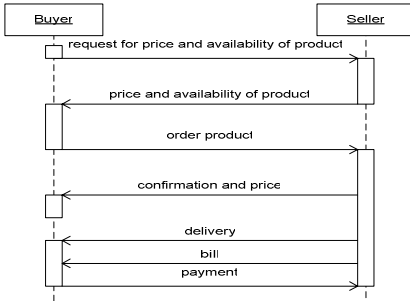 Buyer
Seller
request for price and availability of product
price and availability of product
order product
confirmation and price
delivery
bill
payment